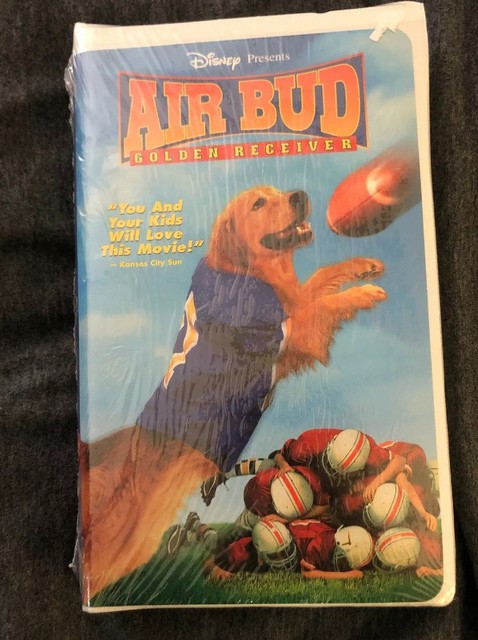 Disney Presents
AIR BUD
GOLDEN RECEIVER
"You And
Your Kids
Will Love
This Movie!"
— Kansas City Sun